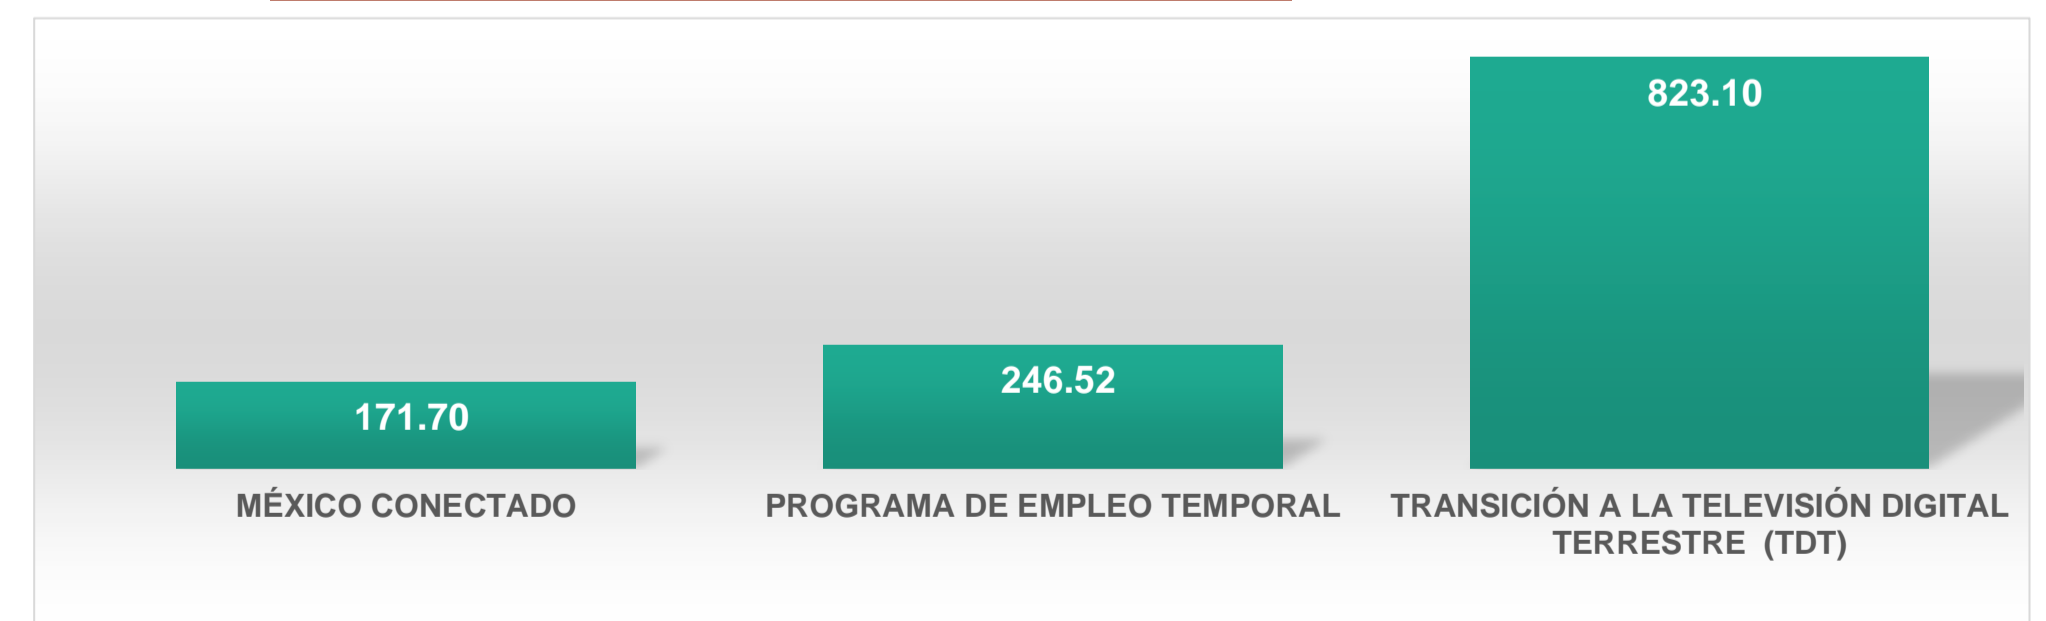 823.10
246.52
171.70
MÉXICO CONECTADO
PROGRAMA DE EMPLEO TEMPORAL
TRANSICIÓN A LA TELEVISIÓN DIGITAL
TERRESTRE  (TDT)